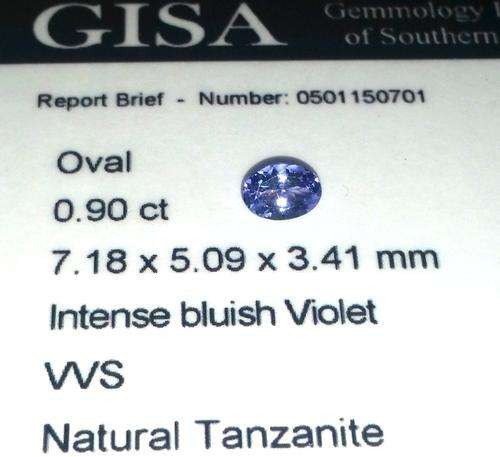 GISA
Gemmology
of Southern
Report Brief - Number: 0501150701
Oval
0.90 ct
7.18 x 5.09 x 3.41 mm
Intense bluish Violet
VVS
Natural Tanzanite